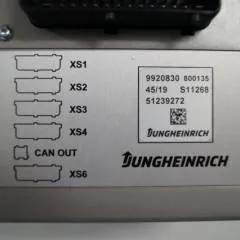 XS1
XS2
XS3
XS4
CAN OUT
XS6
9920830 800135
45/19 S11268
51239272
JUNGHEINRICH
JUNGHEINRICH